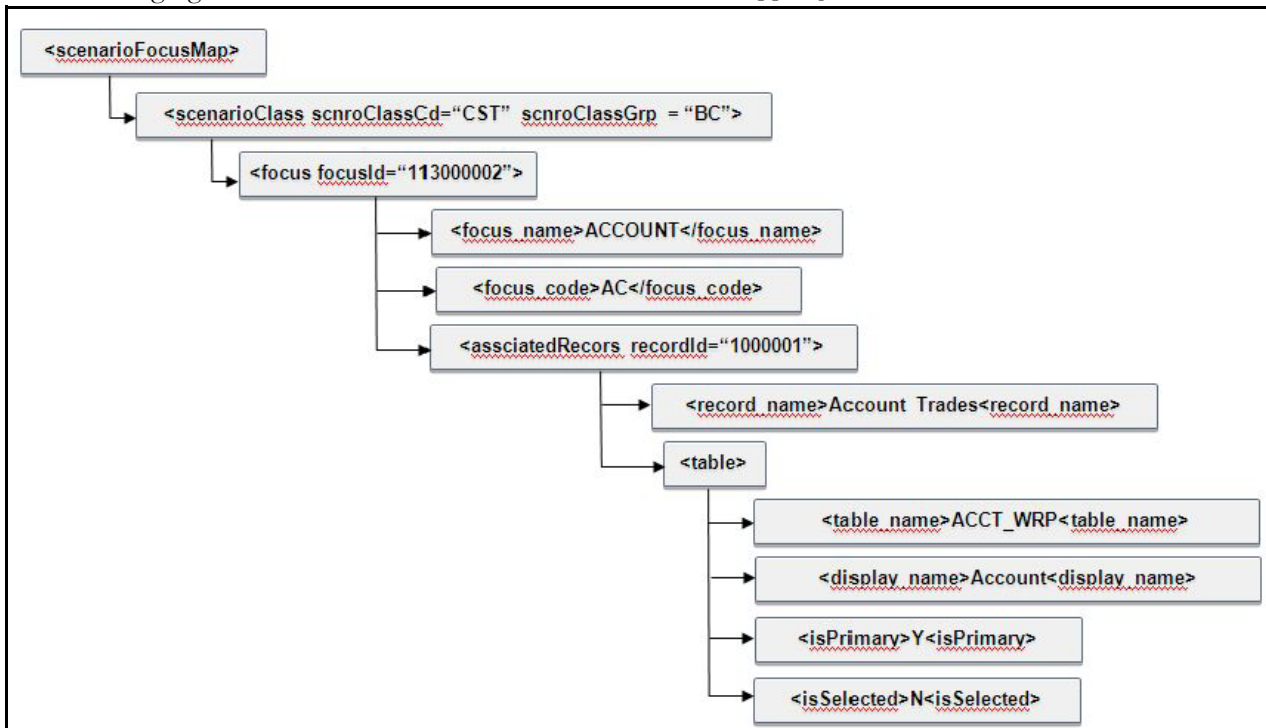 <scenarioFocusMap>
<scenarioClass scnroClassCd=“CST” scnroClassGrp = “BC”>
<focus focusId=“113000002”>
<focus_name>ACCOUNT</focus_name>
<focus_code>AC</focus_code>
<assciatedRecors recordId=“1000001”>
<record_name>Account Trades<record_name>
<table>
<table_name>ACCT_WRP<table_name>
<display_name>Account<display_name>
<isPrimary>Y<isPrimary>
<isSelected>N<isSelected>